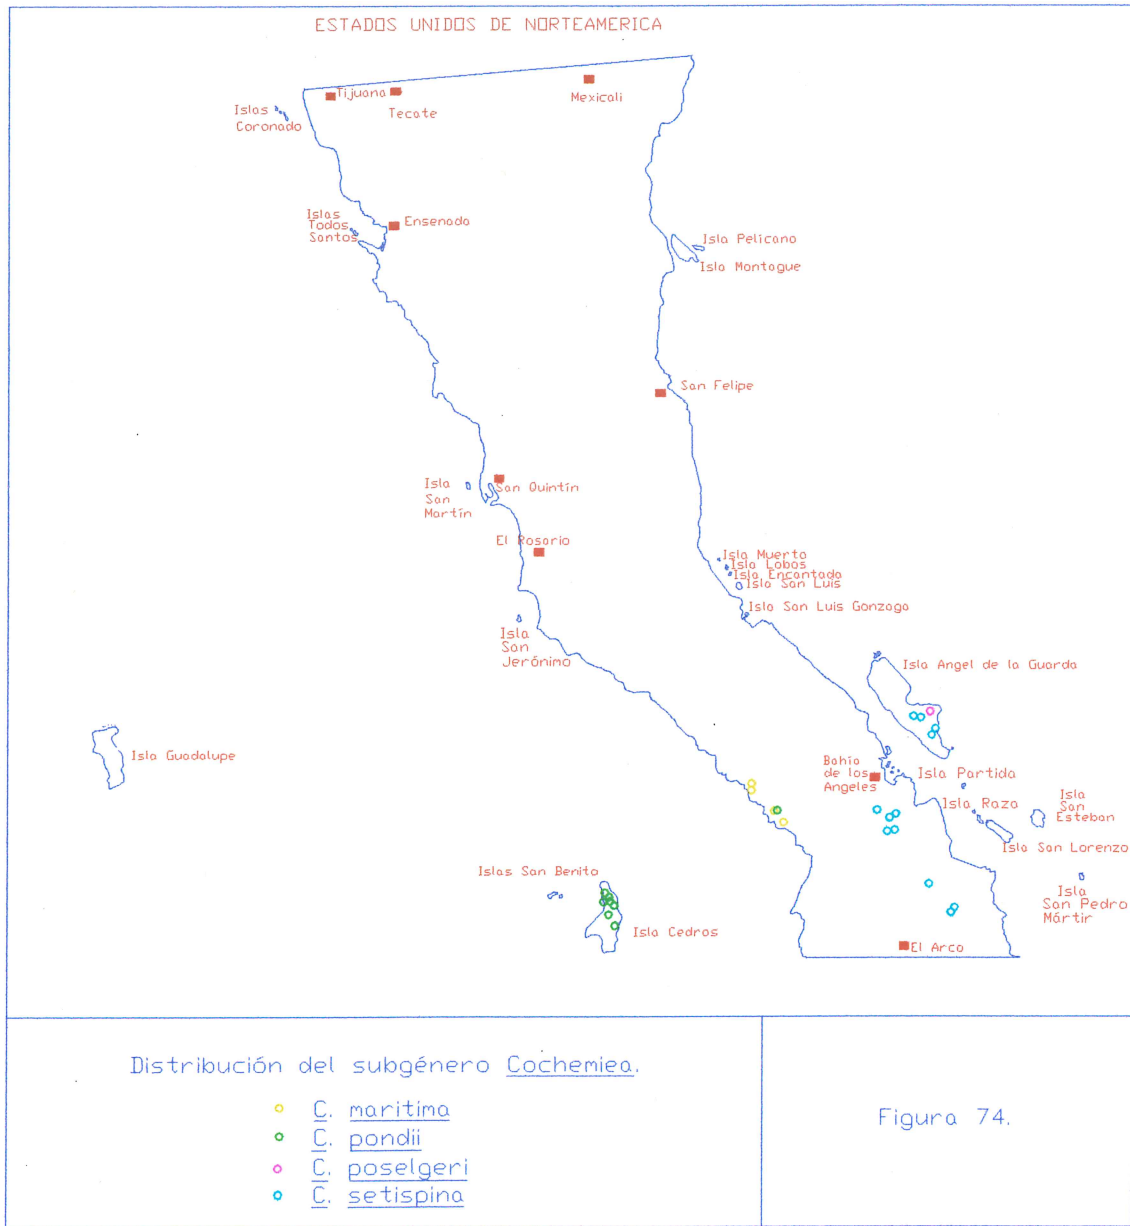 ESTADOS UNIDOS DE NORTEAMERICA
Tijuana
Tecate
Mexicali
Islas
Coronado
Islas
Todos
Santos
Ensenada
Isla Pelicano
Isla Montague
San Felipe
Isla
San
Martín
San Quintín
El Rosario
Isla Muerto
Isla Lobos
Isla Encantada
Isla San Luis
Isla San Luis Gonzaga
Isla
San
Jerónimo
Isla Angel de la Guarda
Isla Guadalupe
Bahía
de los
Angeles
Isla Partida
Isla Raza
Isla
San
Esteban
Isla San Lorenzo
Islas San Benito
Isla
San Pedro
Mártir
Isla Cedros
El Arco
Distribución del subgénero Cochemiea.
C. maritima
C. pondii
C. poselgeri
C. setispina
Figura 74.